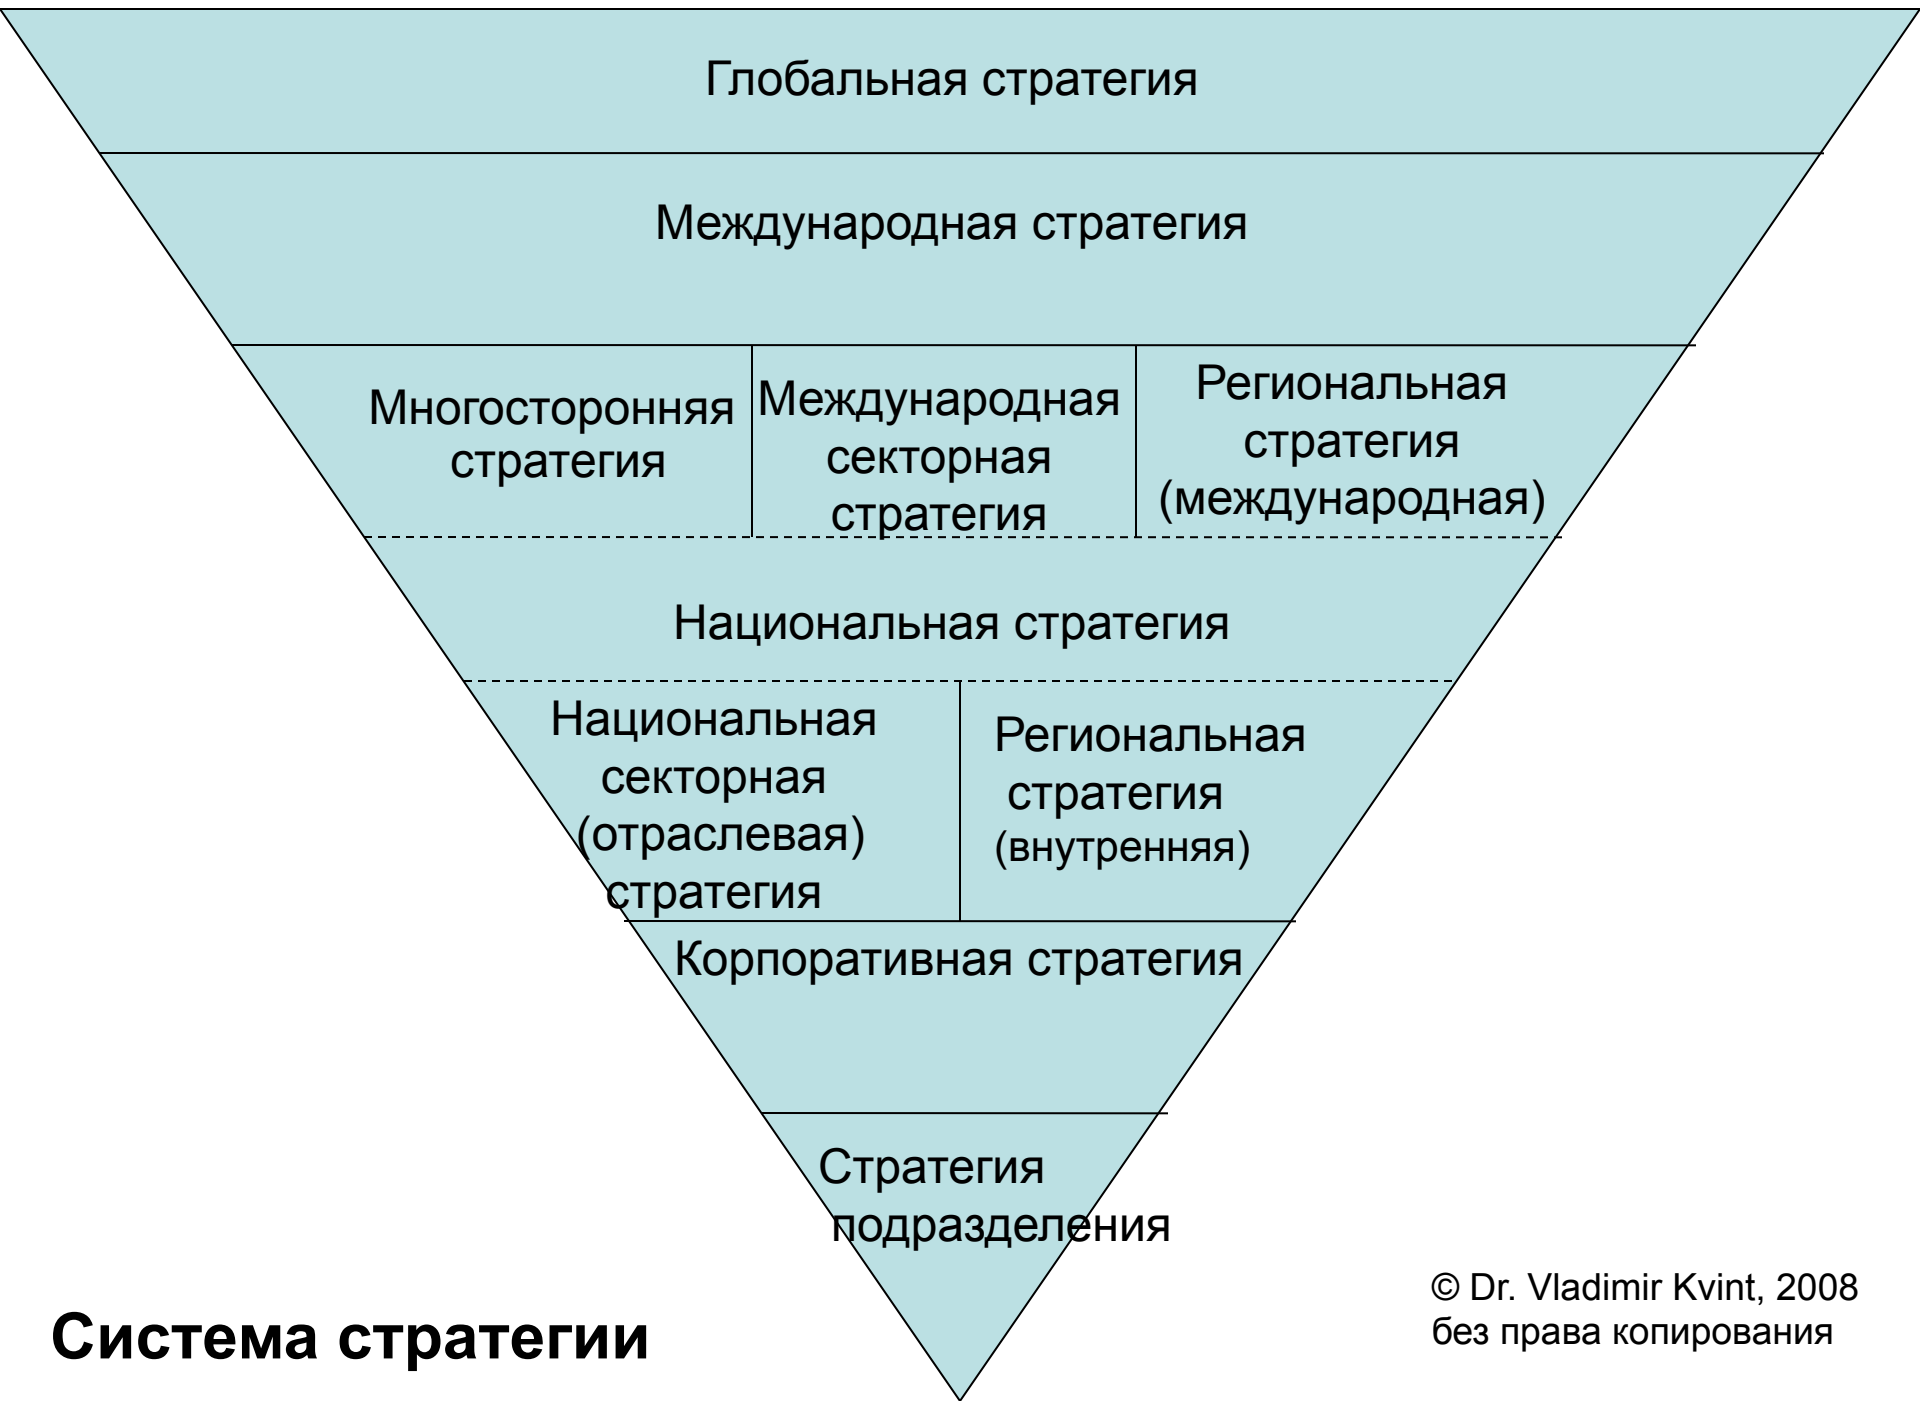 Глобальная стратегия
Международная стратегия
Многосторонняя
стратегия
Международная
секторная
стратегия
Региональная
стратегия
(международная)
Национальная стратегия
Национальная
секторная
(отраслевая)
стратегия
Региональная
стратегия
(внутренняя)
Корпоративная стратегия
Стратегия
подразделения
Система стратегии
© Dr. Vladimir Kvint, 2008
без права копирования